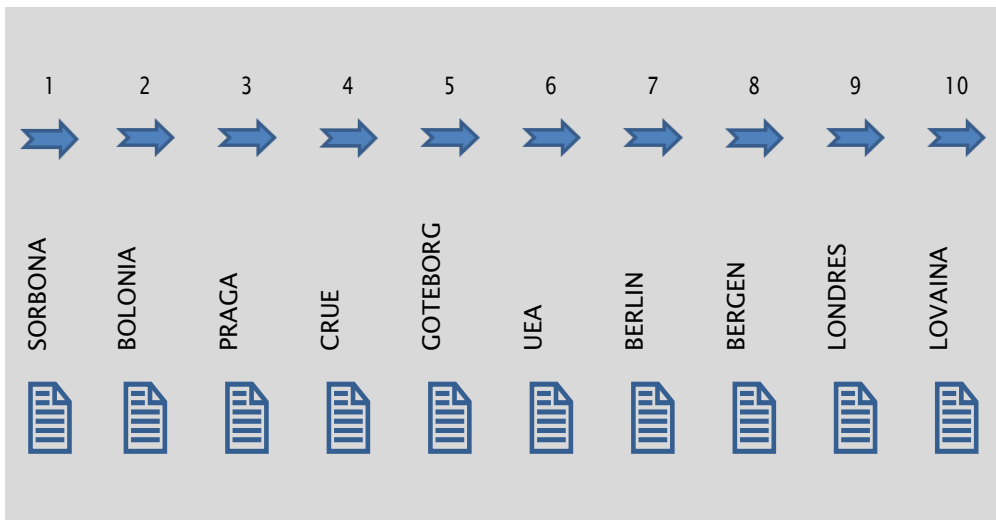 1 2 3 4 5 6 7 8 9 10
SORBONA
BOLONIA
PRAGA
CRUE
GOTEBORG
UEA
BERLIN
BERGEN
LONDRES
LOVAINA